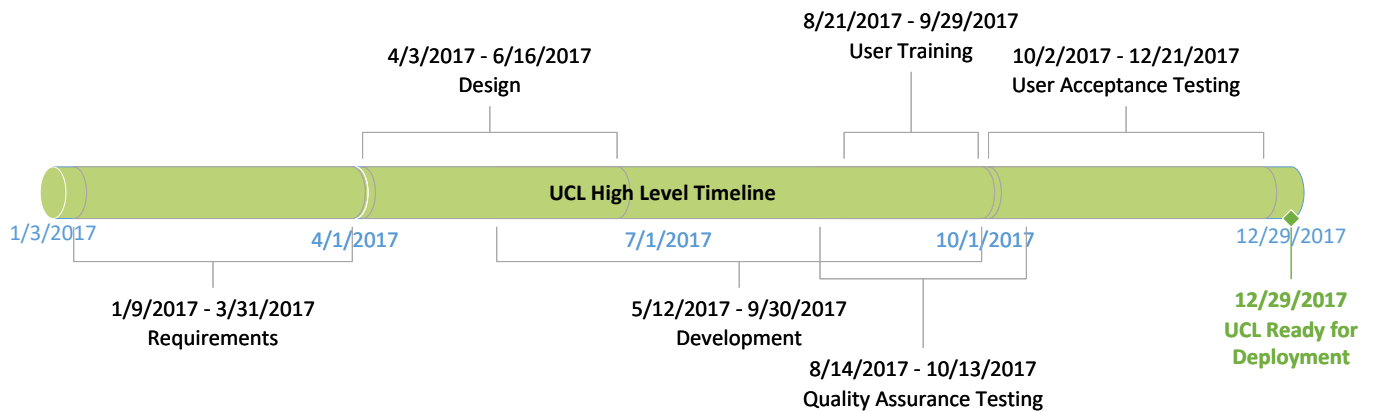 8/21/2017 - 9/29/2017
User Training
4/3/2017 - 6/16/2017
Design
10/2/2017 - 12/21/2017
User Acceptance Testing
UCL High Level Timeline
1/3/2017
4/1/2017
7/1/2017
10/1/2017
12/29/2017
1/9/2017 - 3/31/2017
Requirements
5/12/2017 - 9/30/2017
Development
8/14/2017 - 10/13/2017
Quality Assurance Testing
12/29/2017
UCL Ready for
Deployment